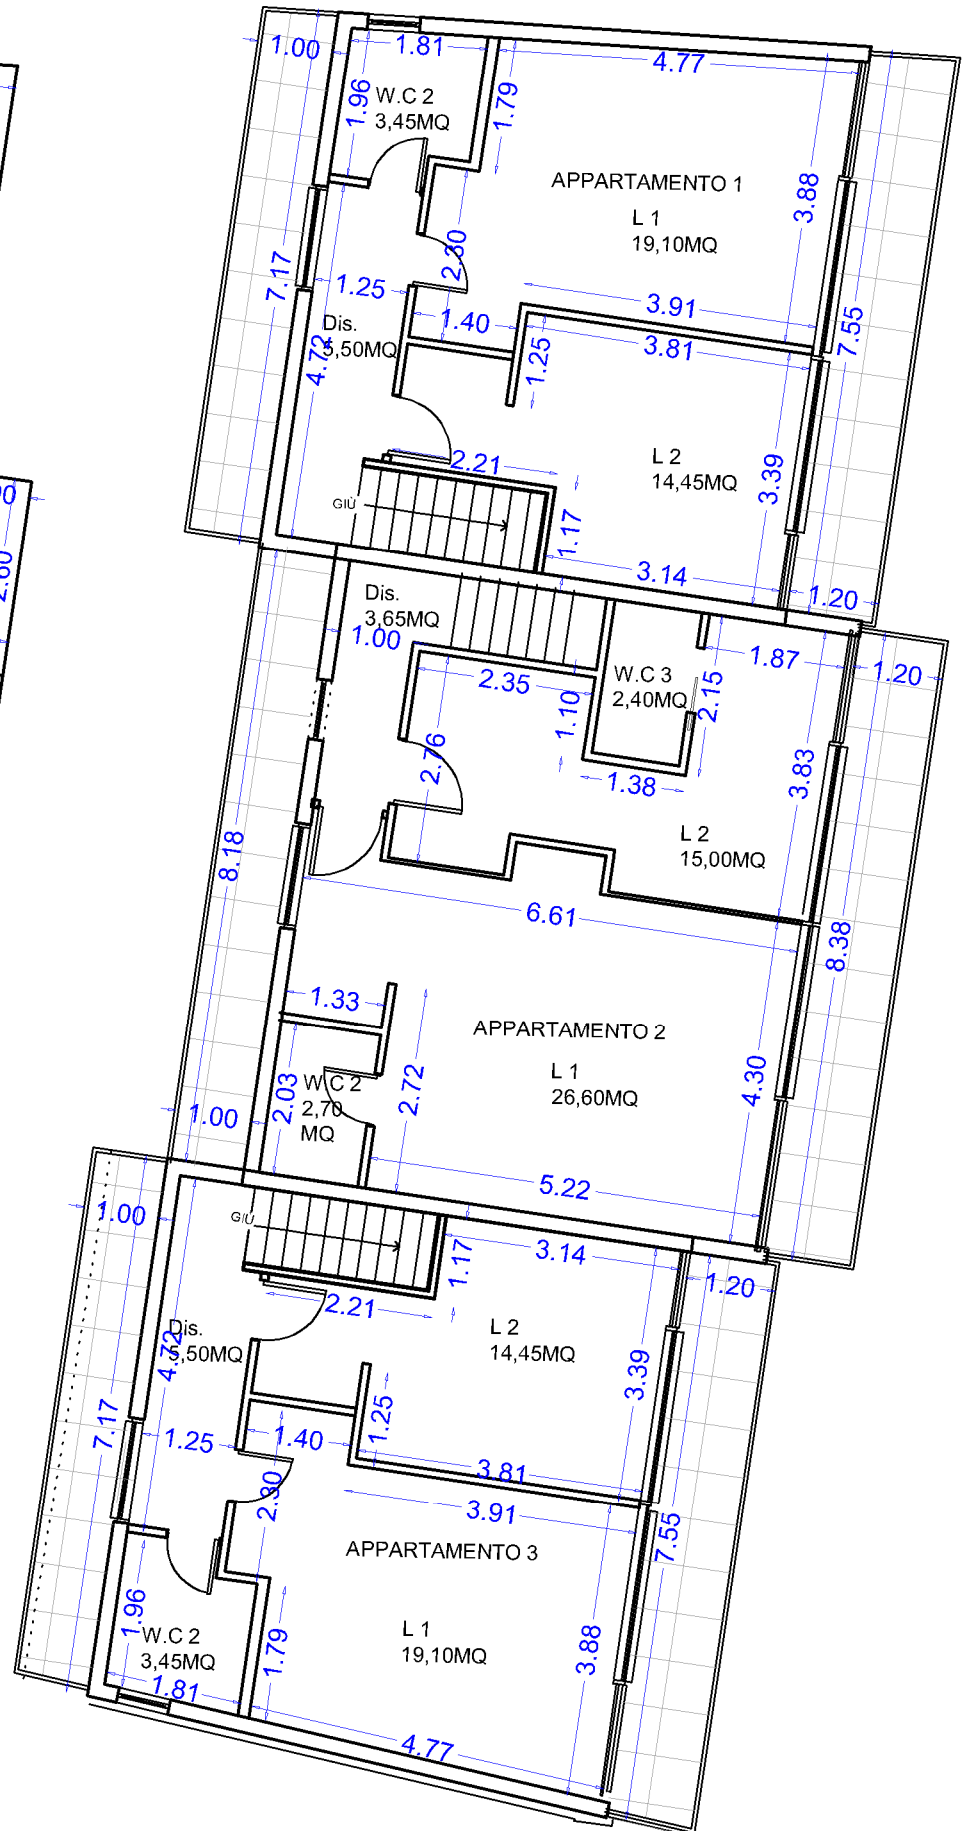 1.00
1.81
4.77
1.96
W.C 2
3,45MQ
1.79
APPARTAMENTO 1
L 1
19,10MQ
3.88
2.30
7.17
1.25
3.91
1.40
3.81
7.55
Dis.
5,50MQ
4.72
1.25
L 2
14,45MQ
3.39
2.21
GIÙ
1.17
3.14
1.20
2.60
Dis.
3,65MQ
1.00
2.35
W.C 3
2,40MQ
1.87
1.20
2.15
1.10
2.76
1.38
3.83
L 2
15,00MQ
8.18
6.61
8.38
1.33
APPARTAMENTO 2
L 1
26,60MQ
4.30
2.03
W.C 2
2,70
MQ
2.72
1.00
5.22
1.00
GIÙ
1.17
3.14
1.20
2.21
Dis.
5,50MQ
4.72
L 2
14,45MQ
3.39
1.25
7.17
1.25
1.40
3.81
2.30
3.91
7.55
APPARTAMENTO 3
1.96
W.C 2
3,45MQ
1.79
L 1
19,10MQ
3.88
1.81
4.77